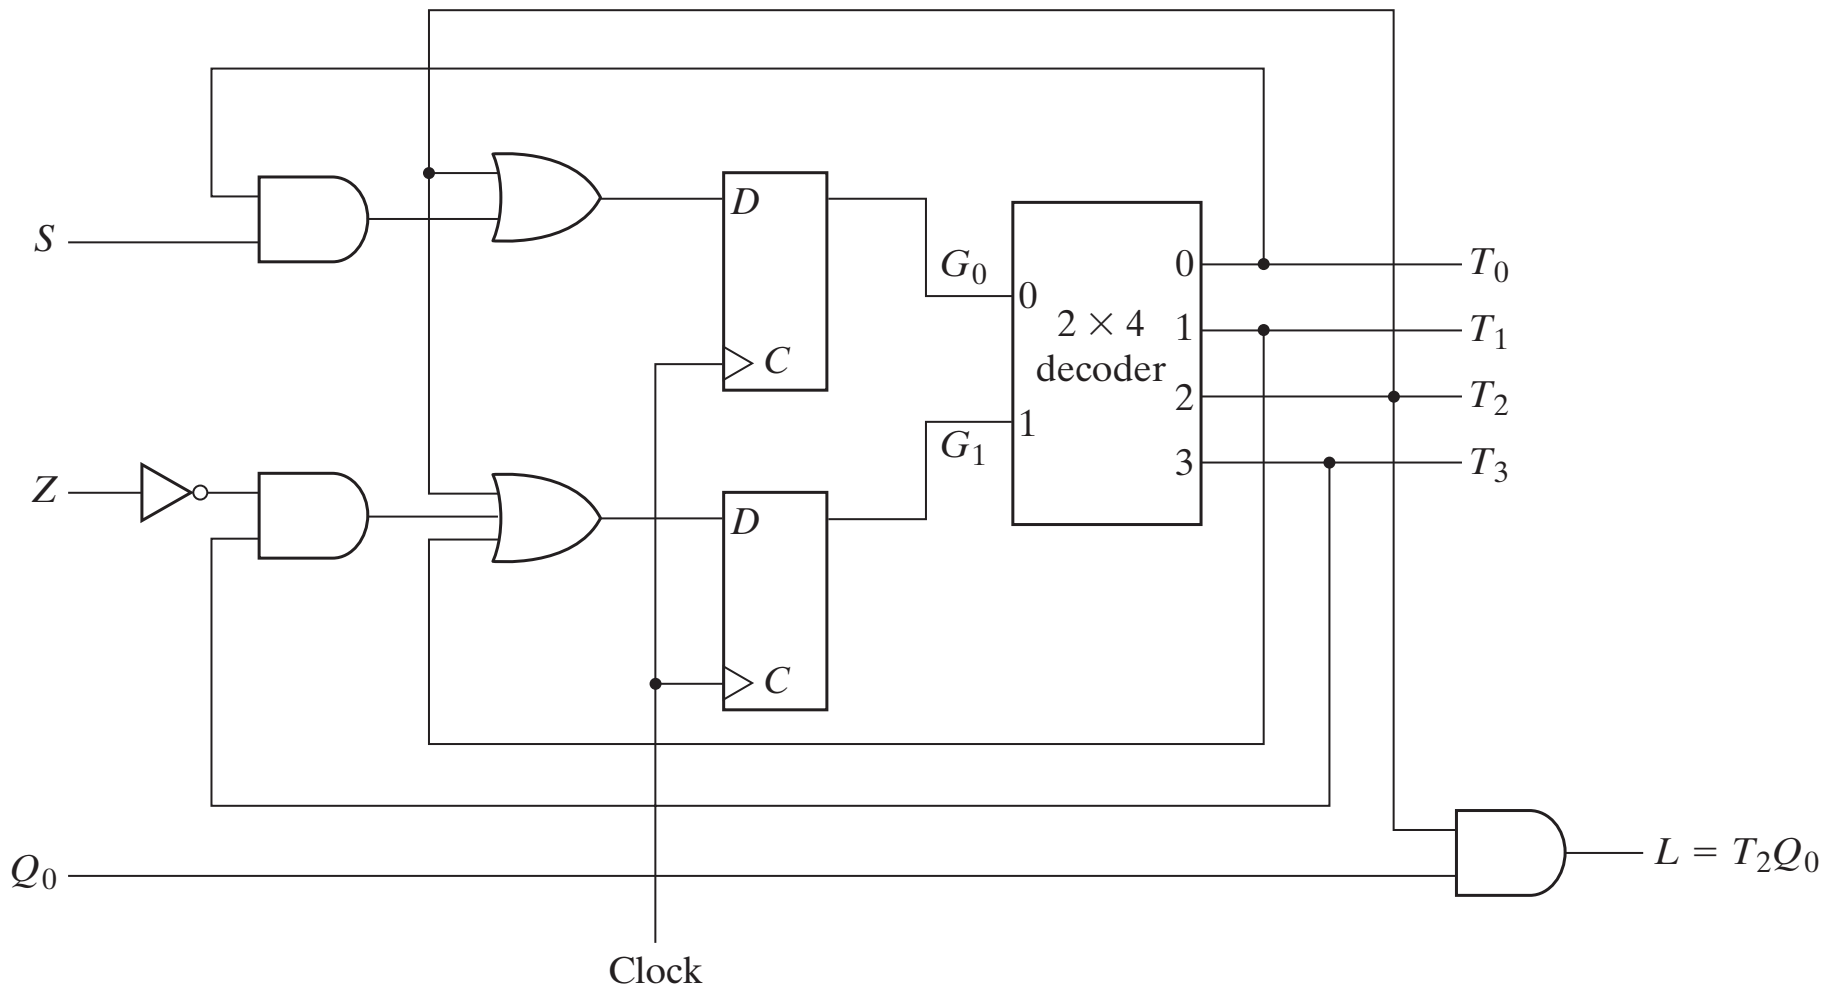 S
Z
Q₀
D
C
D
C
G₀
G₁
0
1
2 × 4
decoder
0
1
2
3
T₀
T₁
T₂
T₃
L = T₂Q₀
Clock